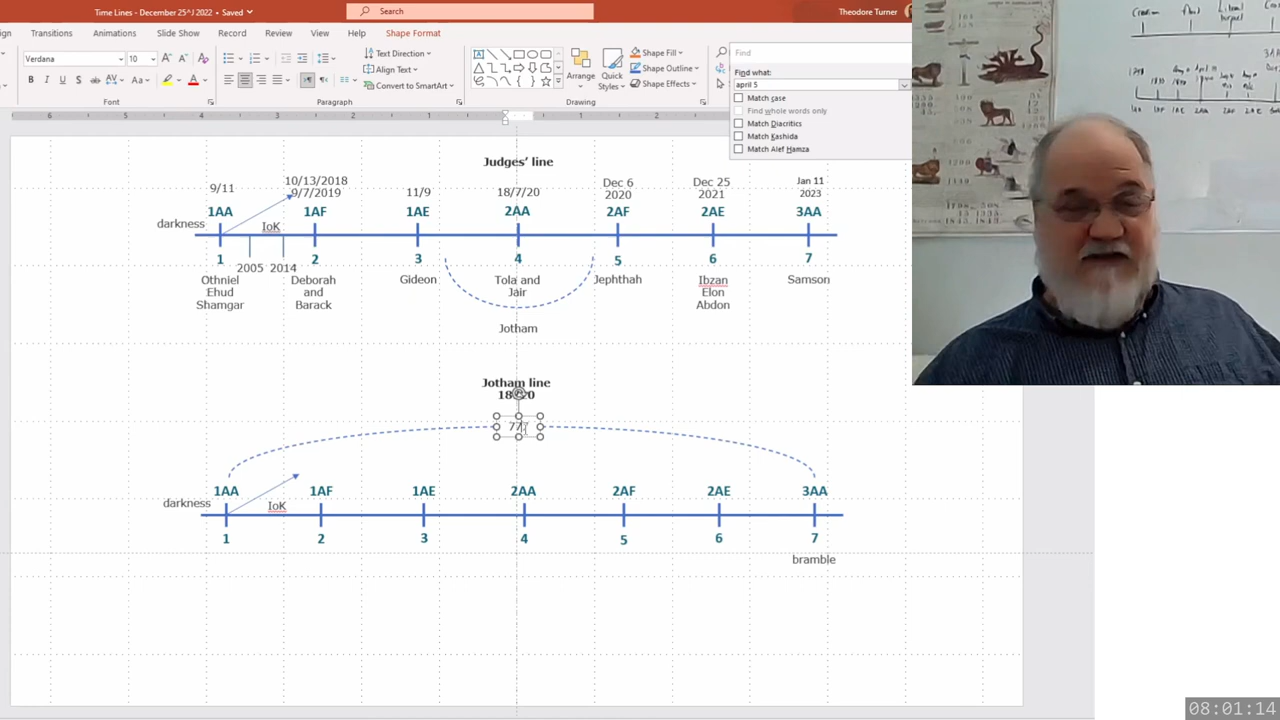 Time Lines - December 25^J 2022 • Saved
Search
Theodore Turner
Transitions Animations Slide Show Record Review View Help Shape Format
Verdana 10
Text Direction
Align Text
Convert to SmartArt
Arrange
Quick
Styles
Shape Fill
Shape Outline
Shape Effects
Font Paragraph Drawing
Find
Find what:
april 5
Match case
Find whole words only
Match Diacritics
Match Kashida
Match Alef Hamza
Judges' line
9/11 10/13/2018 9/7/2019 11/9 18/7/20 Dec 6 2020 Dec 25 2021 Jan 11 2023
darkness 1AA 1AF 1AE 2AA 2AF 2AE 3AA
IoK
1 2005 2014 2 3 4 5 6 7
Othniel Ehud Shamgar Deborah and Barack Gideon Tola and Jair Jephthah Ibzan Elon Abdon Samson
Jotham
Jotham line
77
1AA 1AF 1AE 2AA 2AF 2AE 3AA
darkness IoK
1 2 3 4 5 6 7
bramble
08:01:14